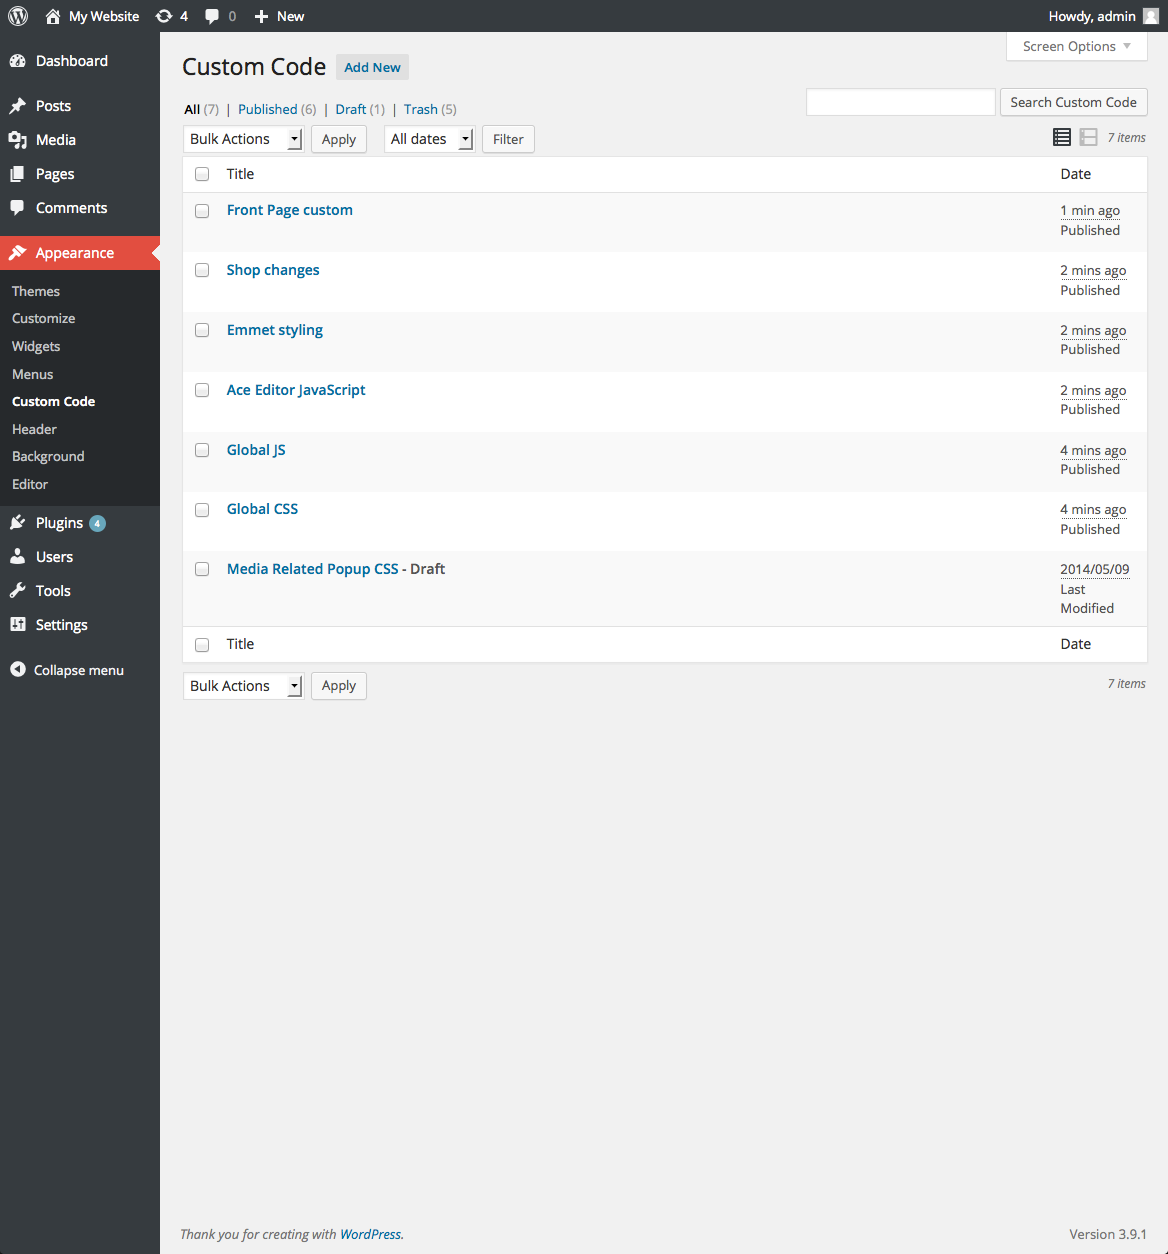 My Website 4 0 New Howdy, admin
Screen Options
Dashboard
Posts
Media
Pages
Comments
Appearance
Themes
Customize
Widgets
Menus
Custom Code
Header
Background
Editor
Plugins 4
Users
Tools
Settings
Collapse menu
Custom Code Add New
All (7) | Published (6) | Draft (1) | Trash (5)
Search Custom Code
Bulk Actions Apply All dates Filter
7 items
Title Date
Front Page custom 1 min ago
Published
Shop changes 2 mins ago
Published
Emmet styling 2 mins ago
Published
Ace Editor JavaScript 2 mins ago
Published
Global JS 4 mins ago
Published
Global CSS 4 mins ago
Published
Media Related Popup CSS - Draft 2014/05/09
Last
Modified
Title Date
Bulk Actions Apply 7 items
Thank you for creating with WordPress. Version 3.9.1